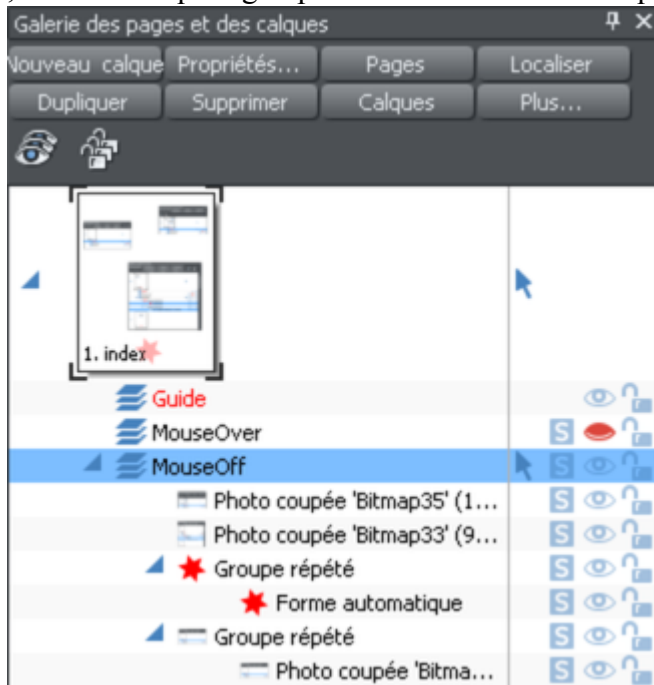 Galerie des pages et des calques
Nouveau calque Propriétés... Pages Localiser
Dupliquer Supprimer Calques Plus...
1. index
Guide
MouseOver S
MouseOff S
Photo coupée 'Bitmap35' (1... S
Photo coupée 'Bitmap33' (9... S
Groupe répété S
Forme automatique S
Groupe répété S
Photo coupée 'Bitma... S